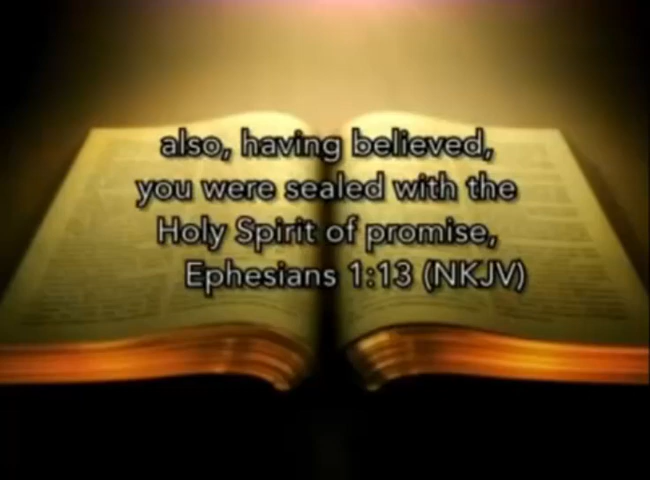 also, having believed,
you were sealed with the
Holy Spirit of promise,
Ephesians 1:13 (NKJV)